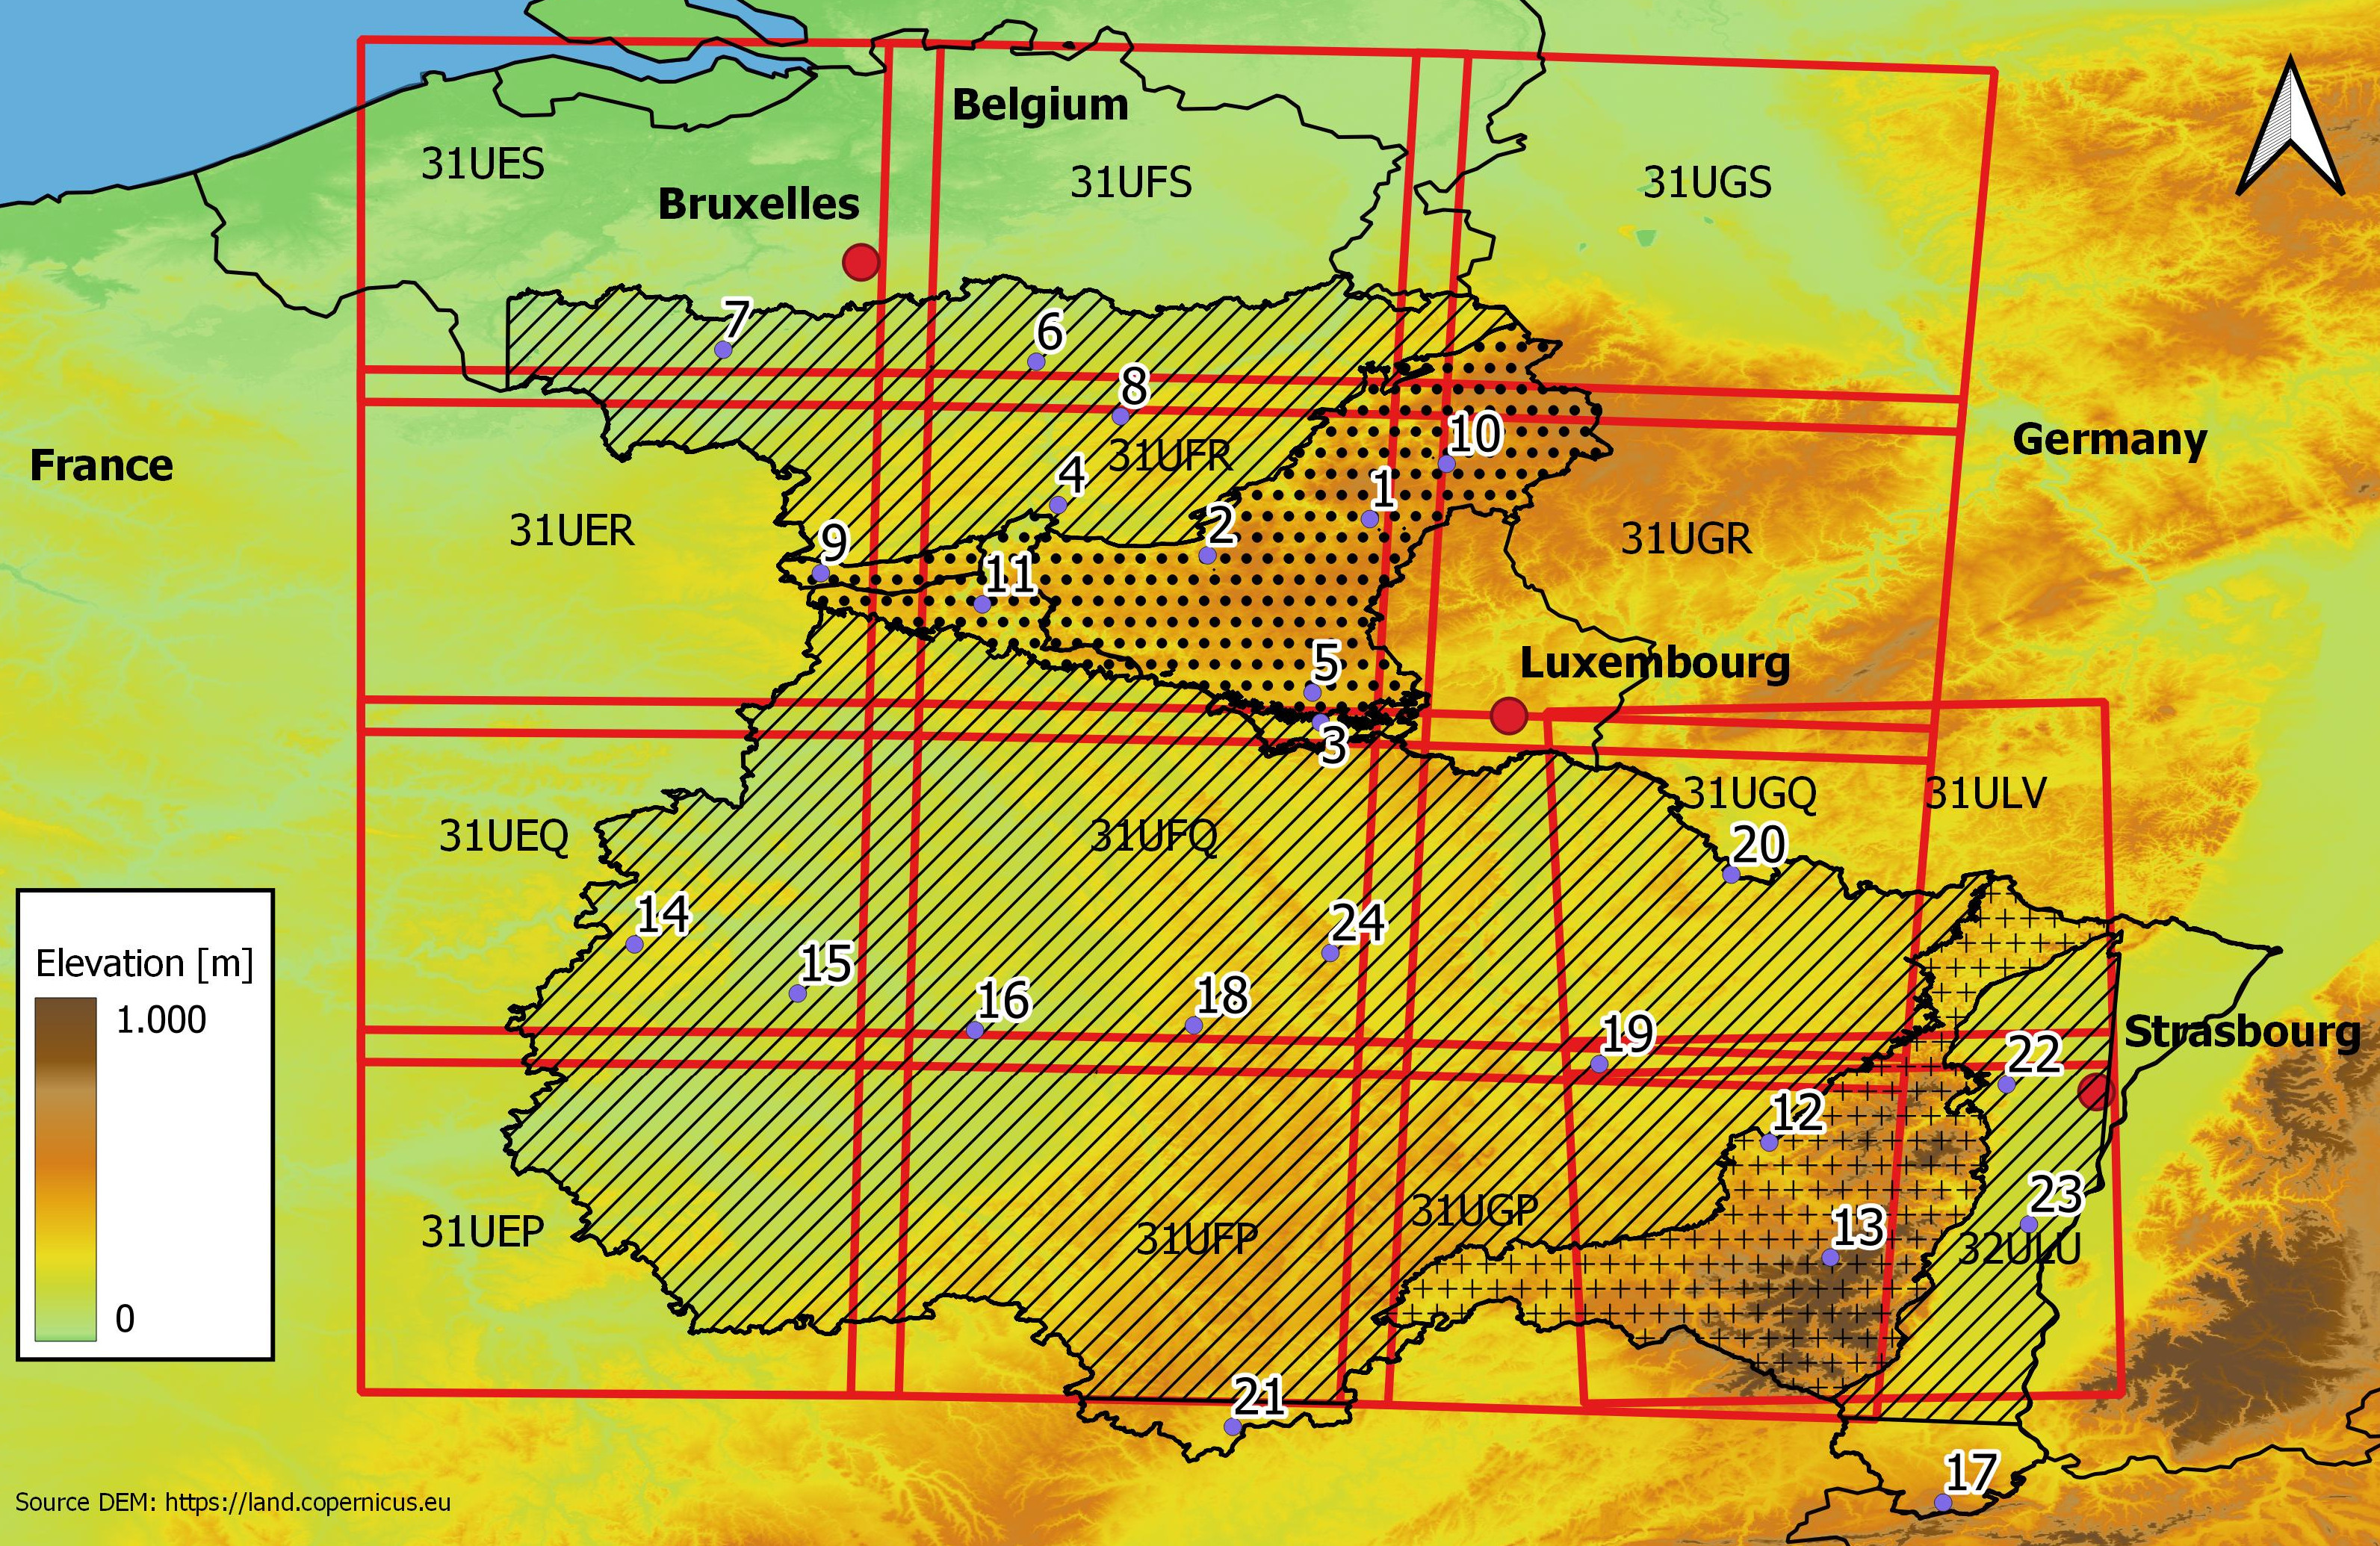 Belgium
31UES
31UFS
31UGS
Bruxelles
7
6
8
France
31UFR
10
Germany
4
1
31UER
2
31UGR
9
11
5
Luxembourg
3
31UEQ
31UFQ
31UGQ
31ULV
20
14
24
Elevation [m]
15
1.000
16
18
19
Strasbourg
22
12
23
31UEP
31UFP
31UGP
13
32ULU
0
21
17
Source DEM: https://land.copernicus.eu